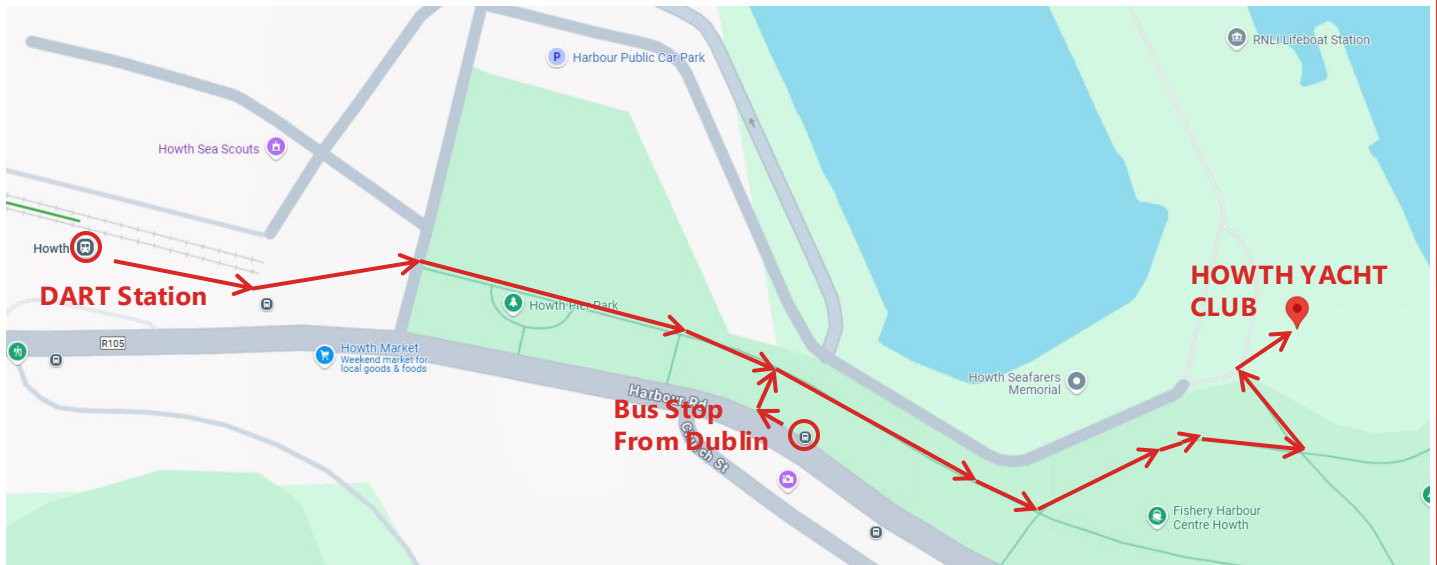 RNLI Lifeboat Station
P
Harbour Public Car Park
Howth Sea Scouts
Howth
DART Station
HOWTH YACHT
CLUB
Howth Pier Park
R105
Howth Market
Weekend market for
local goods & foods
Howth Seafarers
Memorial
Harbour Rd
Bus Stop
From Dublin
Church St
Fishery Harbour
Centre Howth